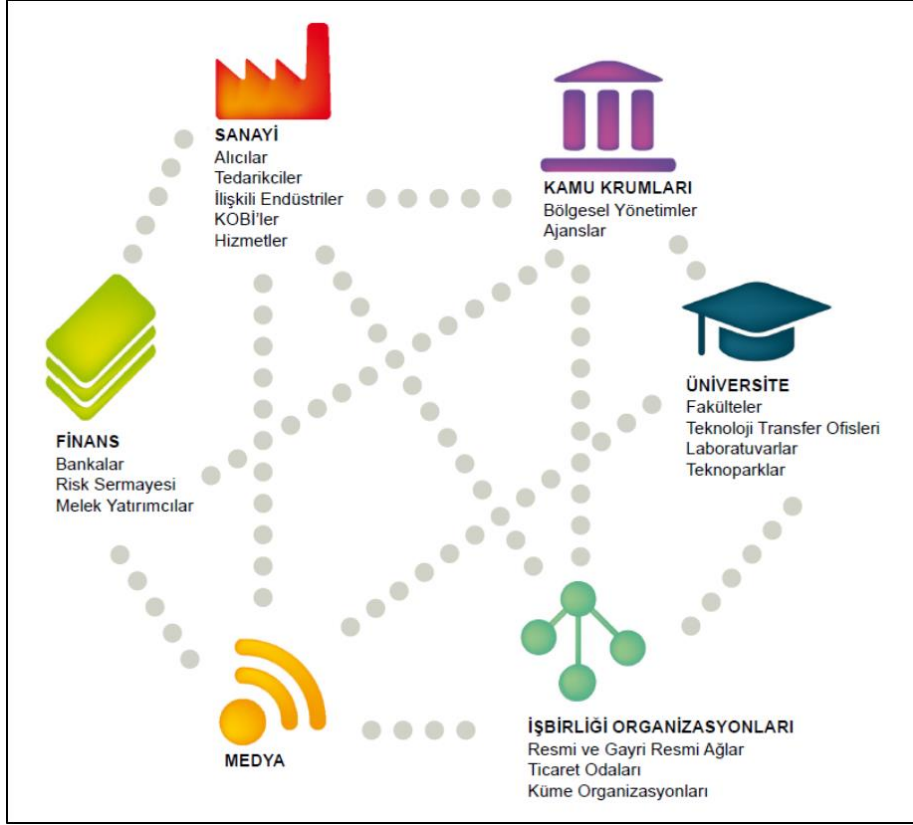 SANAYİ
Alıcılar
Tedarikciler
İlişkili Endüstriler
KOBİ'ler
Hizmetler
KAMU KRUMLARI
Bölgesel Yönetimler
Ajanslar
FİNANS
Bankalar
Risk Sermayesi
Melek Yatırımcılar
ÜNİVERSİTE
Fakülteler
Teknoloji Transfer Ofisleri
Laboratuvarlar
Teknoparklar
MEDYA
İŞBİRLİĞİ ORGANİZASYONLARI
Resmi ve Gayri Resmi Ağlar
Ticaret Odaları
Küme Organizasyonları